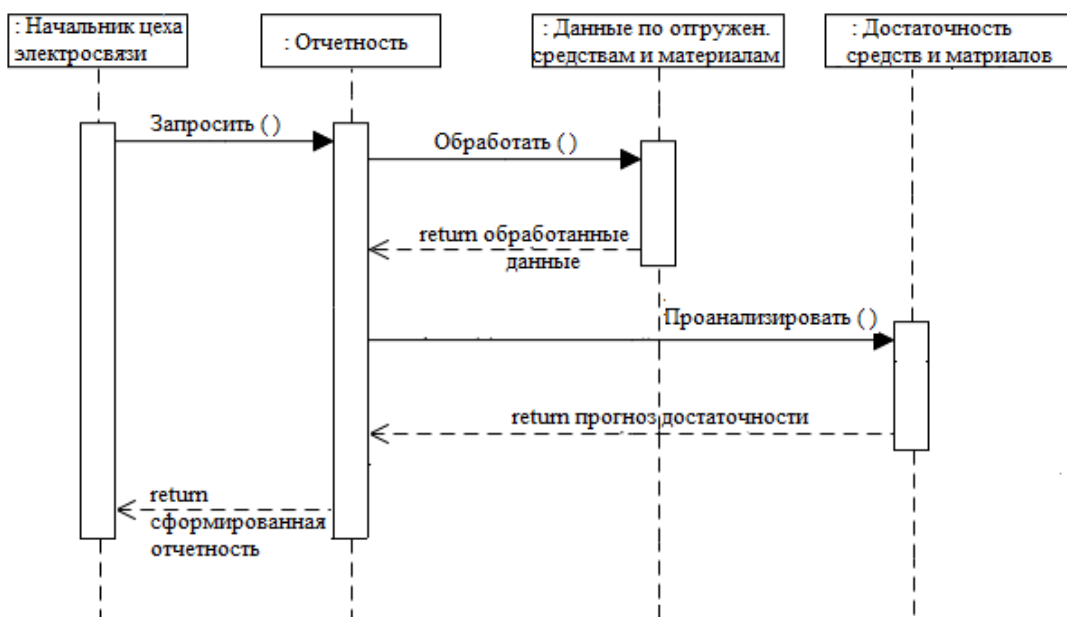 : Начальник цеха
электросвязи
: Отчетность
: Данные по отгружен.
средствам и материалам
: Достаточность
средств и матриалов
Запросить ( )
Обработать ( )
return обработанные
данные
Проанализировать ( )
return прогноз достаточности
return
сформированная
отчетность